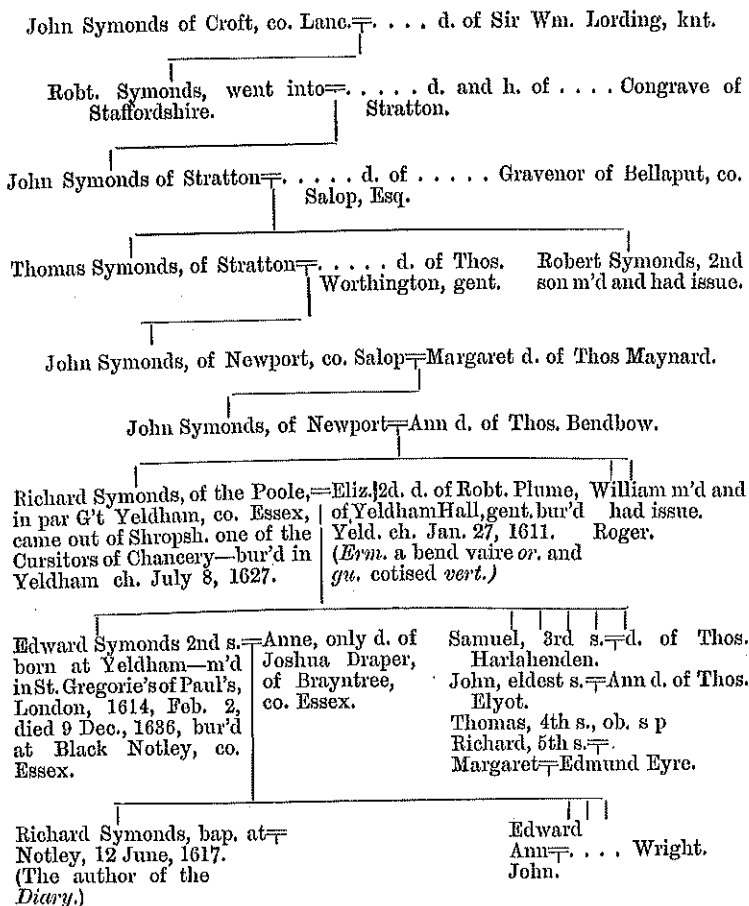 John Symonds of Croft, co. Lanc.=. . . . d. of Sir Wm. Lording, knt.
Robt. Symonds, went into=. . . . . d. and h. of . . . . Congrave of
Staffordshire. Stratton.
John Symonds of Stratton=. . . . . d. of . . . . . Gravenor of Bellaput, co.
Salop, Esq.
Thomas Symonds, of Stratton=. . . . . d. of Thos.
Worthington, gent.
Robert Symonds, 2nd
son m'd and had issue.
John Symonds, of Newport, co. Salop=Margaret d. of Thos Maynard.
John Symonds, of Newport=Ann d. of Thos. Bendbow.
Richard Symonds, of the Poole,=
in par G't Yeldham, co. Essex,
came out of Shropsh. one of the
Cursitors of Chancery—bur'd in
Yeldham ch. July 8, 1627.
Eliz. 2d. d. of Robt. Plume,
of Yeldham Hall, gent. bur'd
Yeld. ch. Jan. 27, 1611.
(Erm. a bend vaire or. and
gu. cotised vert.)
William m'd and
had issue.
Roger.
Edward Symonds 2nd s.=
born at Yeldham—m'd
in St. Gregorie's of Paul's,
London, 1614, Feb. 2,
died 9 Dec., 1636, bur'd
at Black Notley, co.
Essex.
Anne, only d. of
Joshua Draper,
of Brayntree,
co. Essex.
Samuel, 3rd s.=d. of Thos.
Harlahenden.
John, eldest s.=Ann d. of Thos.
Elyot.
Thomas, 4th s., ob. s p
Richard, 5th s.=.
Margaret=Edmund Eyre.
Richard Symonds, bap. at=
Notley, 12 June, 1617.
(The author of the
Diary.)
Edward
Ann=. . . . Wright.
John.